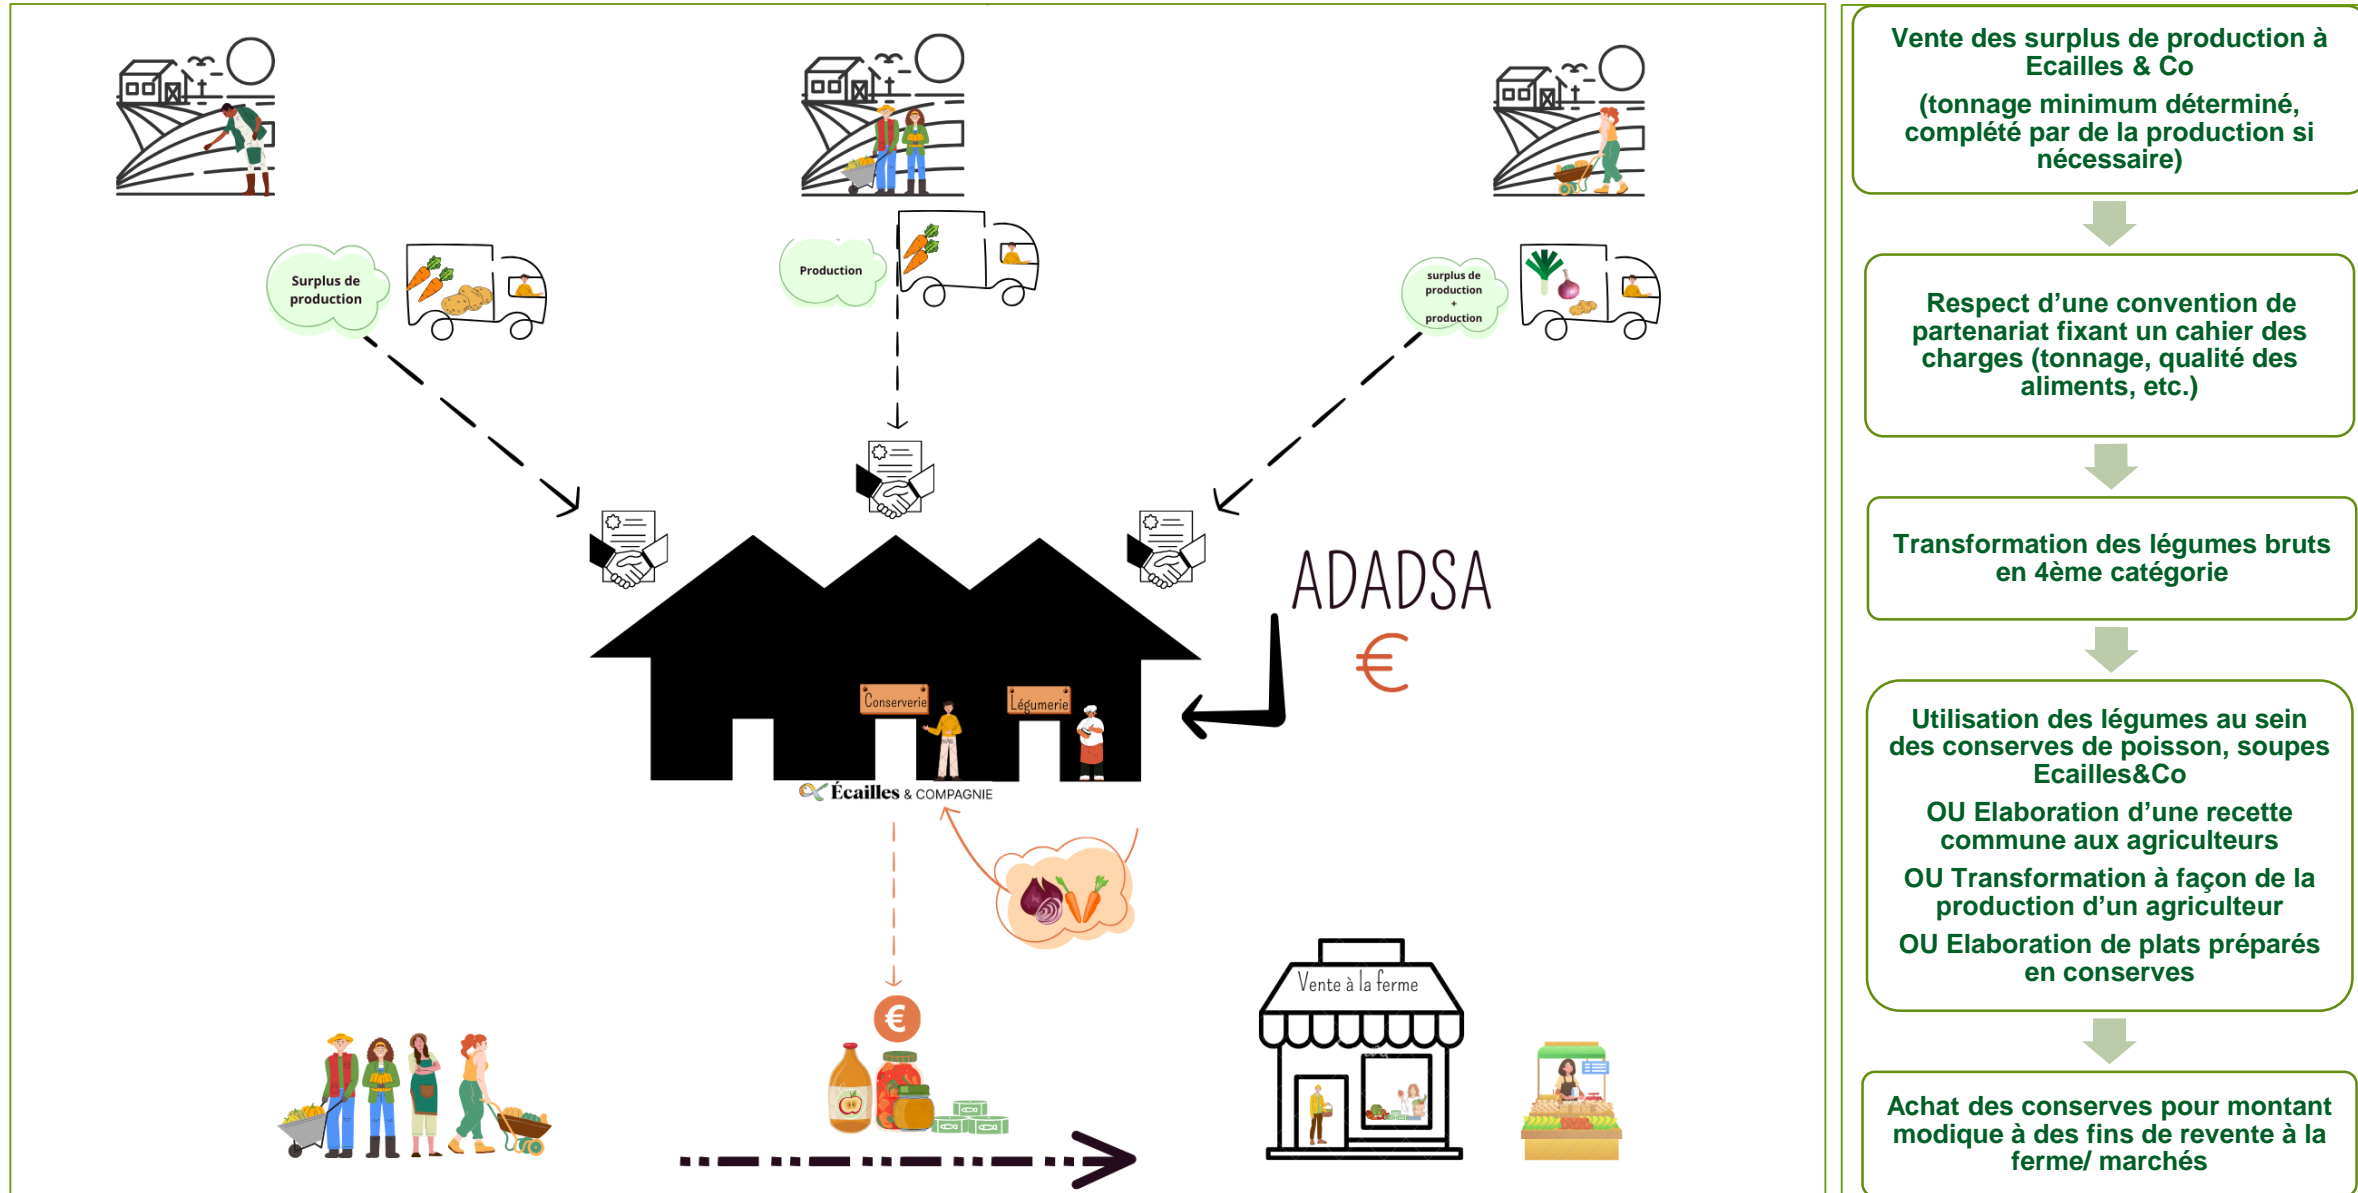 Surplus de
production
Production
surplus de
production
+
production
ADADSA
€
Conserverie
Légumerie
Écailles & COMPAGNIE
€
Vente à la ferme
Vente des surplus de production à
Ecailles & Co
(tonnage minimum déterminé,
complété par de la production si
nécessaire)
Respect d’une convention de
partenariat fixant un cahier des
charges (tonnage, qualité des
aliments, etc.)
Transformation des légumes bruts
en 4ème catégorie
Utilisation des légumes au sein
des conserves de poisson, soupes
Ecailles&Co
OU Elaboration d’une recette
commune aux agriculteurs
OU Transformation à façon de la
production d’un agriculteur
OU Elaboration de plats préparés
en conserves
Achat des conserves pour montant
modique à des fins de revente à la
ferme/ marchés